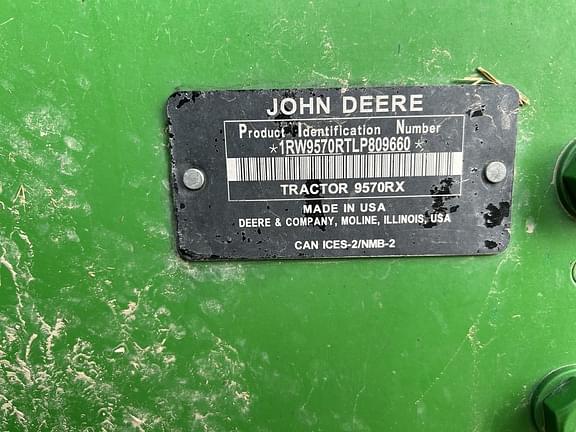 JOHN DEERE
Product Identification Number
*1RW9570RTLP809660*
TRACTOR 9570RX
MADE IN USA
DEERE & COMPANY, MOLINE, ILLINOIS, USA
CAN ICES-2/NMB-2